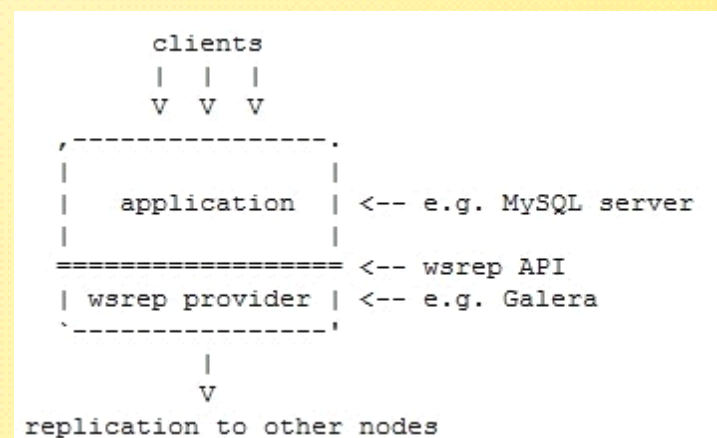 clients
| | |
V V V
,----------------.
| |
| application | <-- e.g. MySQL server
| |
================== <-- wsrep API
| wsrep provider | <-- e.g. Galera
`----------------'
|
V
replication to other nodes